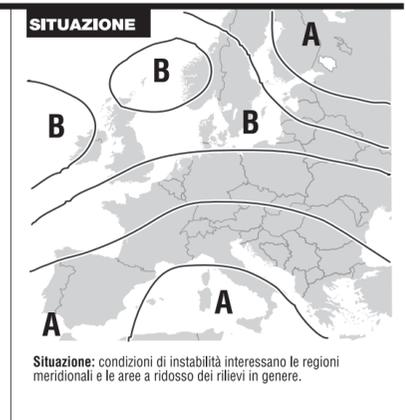 SITUAZIONE
A
B
B
B
A
A
Situazione: condizioni di instabilità interessano le regioni
meridionali e le aree a ridosso dei rilievi in genere.